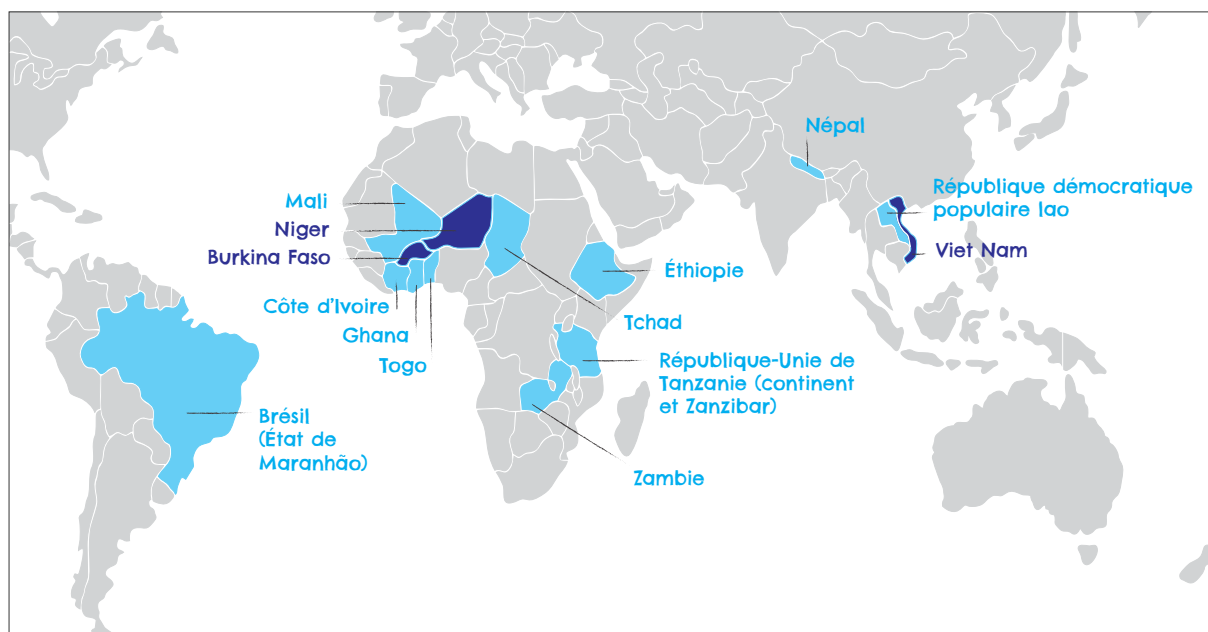 Népal
République démocratique
populaire lao
Viet Nam
Mali
Niger
Burkina Faso
Côte d'Ivoire
Ghana
Togo
Éthiopie
Tchad
République-Unie de
Tanzanie (continent
et Zanzibar)
Zambie
Brésil
(État de
Maranhão)